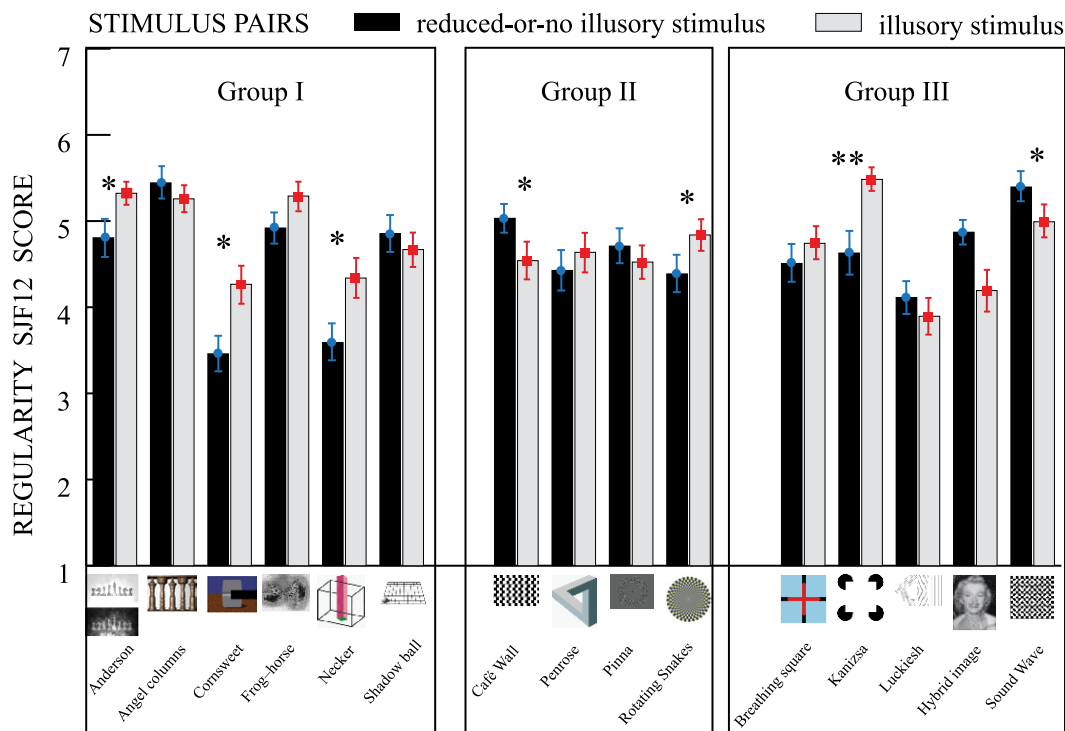 STIMULUS PAIRS reduced-or-no illusory stimulus illusory stimulus
Group I
Group II
Group III
REGULARITY SJF12 SCORE
7
6
5
4
3
2
1
*
*
*
*
*
**
*
Anderson
Angel columns
Cornsweet
Frog–horse
Necker
Shadow ball
Café Wall
Penrose
Pinna
Rotating Snakes
Breathing square
Kanizsa
Luckiesh
Hybrid image
Sound Wave